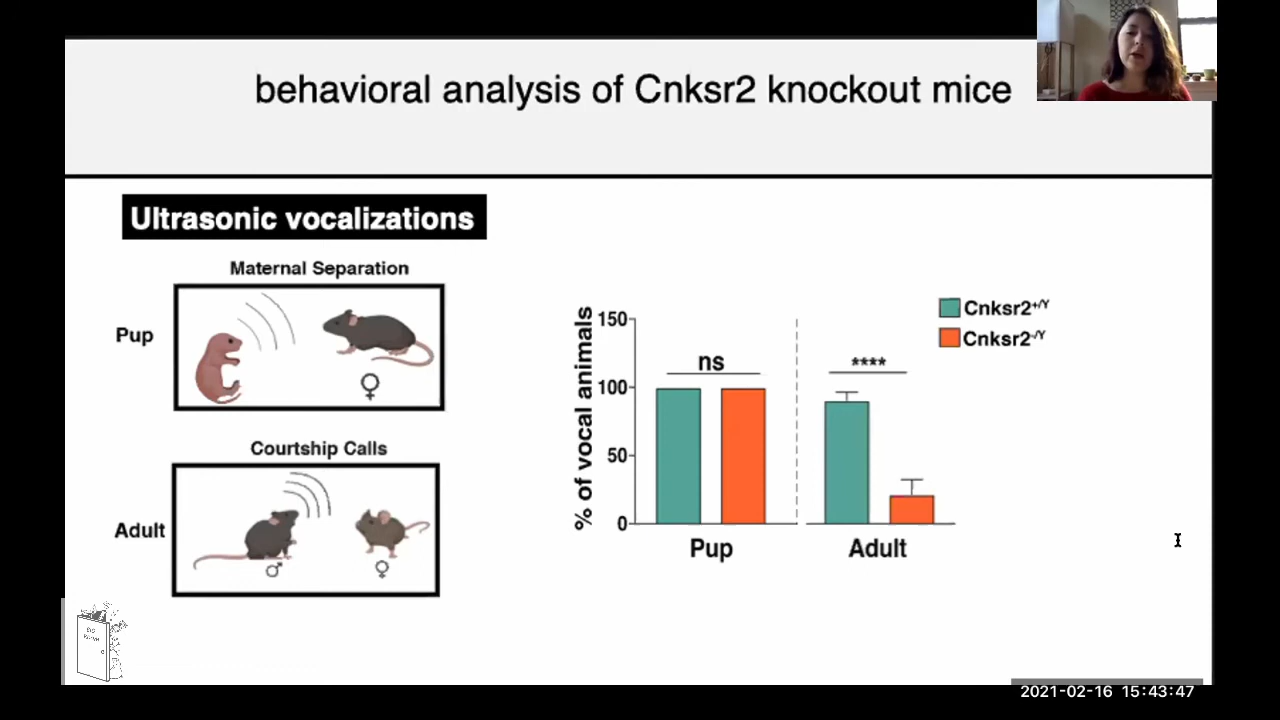 behavioral analysis of Cnksr2 knockout mice
Ultrasonic vocalizations
Maternal Separation
Pup
♀
Courtship Calls
Adult
♂ ♀
% of vocal animals
150
100
50
0
ns
****
Pup
Adult
Cnksr2+/Y
Cnksr2-/Y
2021-02-16 15:43:47